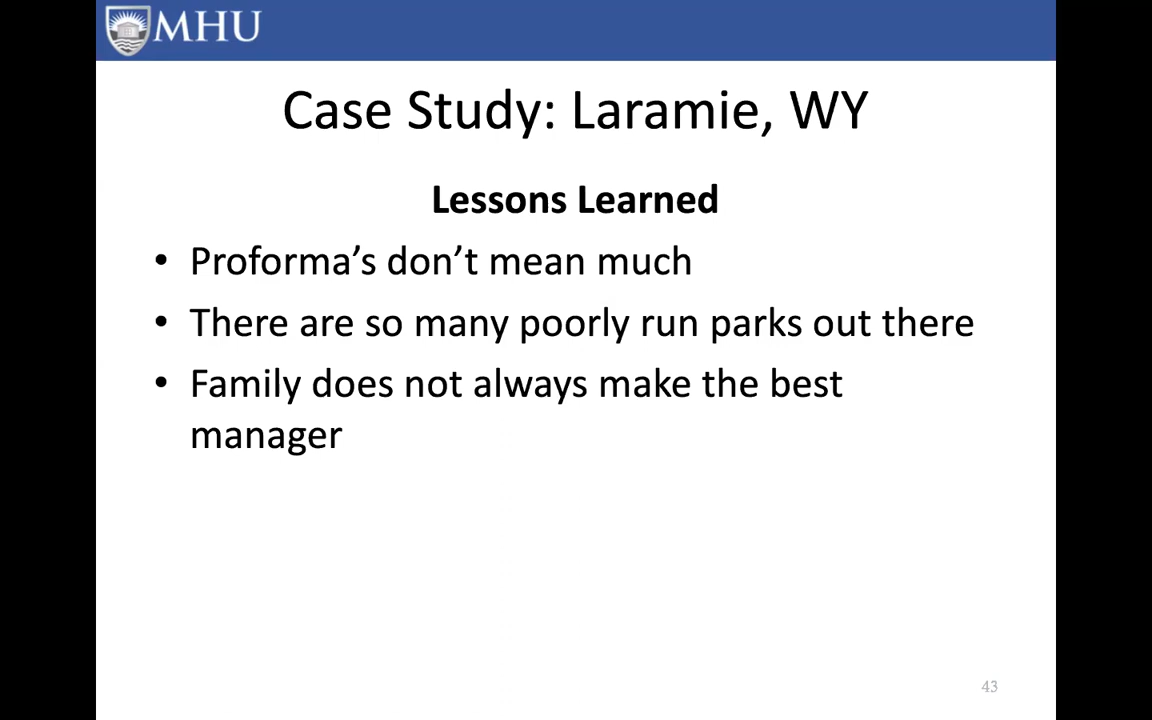 MHU
Case Study: Laramie, WY
Lessons Learned
• Proforma’s don’t mean much
• There are so many poorly run parks out there
• Family does not always make the best
manager
43